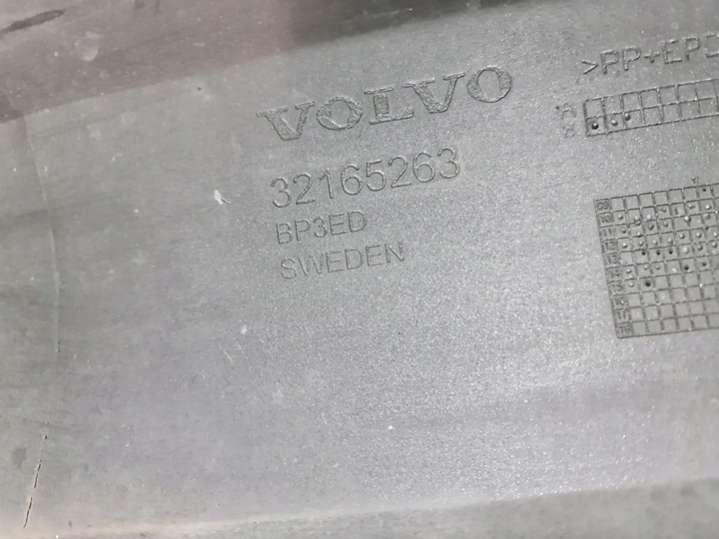 VOLVO
32165263
BP3ED
SWEDEN
>PP+EPD